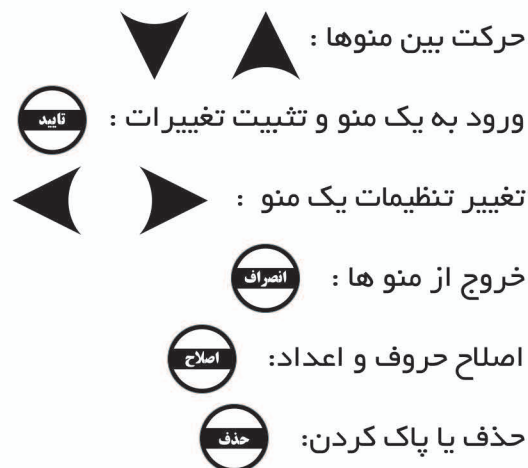 حرکت بین منوها :
ورود به یک منو و تثبیت تغییرات : تایید
تغییر تنظیمات یک منو :
خروج از منو ها : انصراف
اصلاح حروف و اعداد: اصلاح
حذف یا پاک کردن: حذف